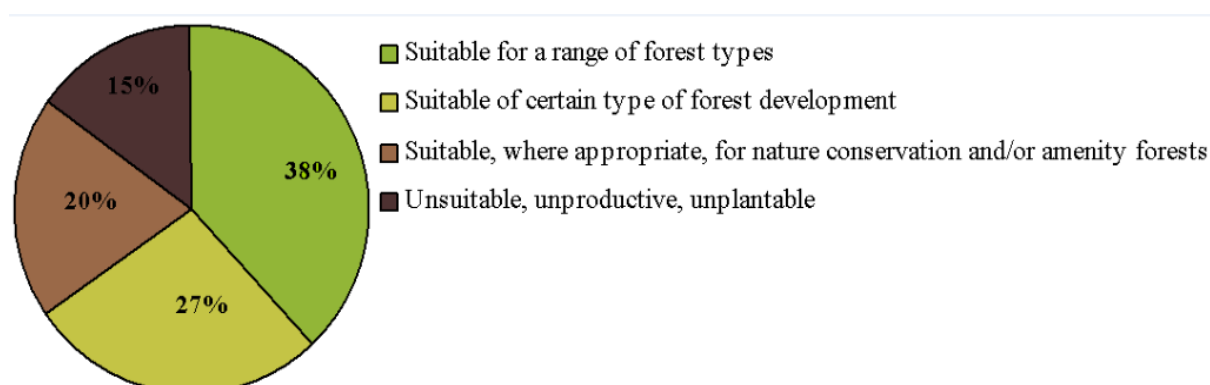 15%
38%
20%
27%
Suitable for a range of forest types
Suitable of certain type of forest development
Suitable, where appropriate, for nature conservation and/or amenity forests
Unsuitable, unproductive, unplantable